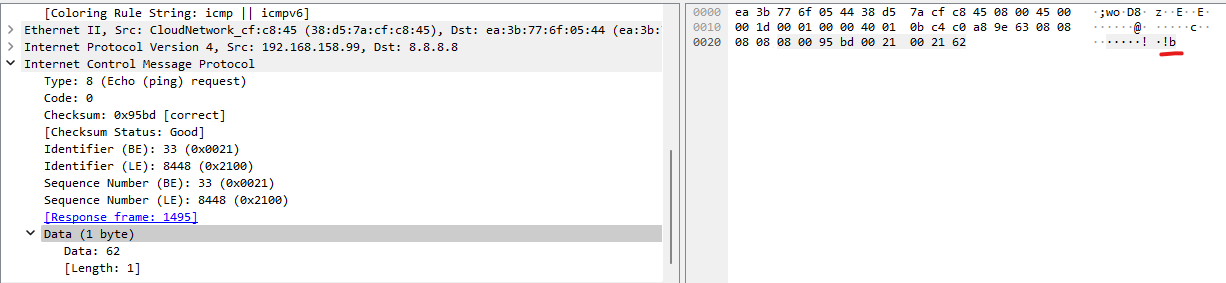 [Coloring Rule String: icmp || icmpv6]
Ethernet II, Src: CloudNetwork_cf:c8:45 (38:d5:7a:cf:c8:45), Dst: ea:3b:77:6f:05:44 (ea:3b:
Internet Protocol Version 4, Src: 192.168.158.99, Dst: 8.8.8.8
Internet Control Message Protocol
Type: 8 (Echo (ping) request)
Code: 0
Checksum: 0x95bd [correct]
[Checksum Status: Good]
Identifier (BE): 33 (0x0021)
Identifier (LE): 8448 (0x2100)
Sequence Number (BE): 33 (0x0021)
Sequence Number (LE): 8448 (0x2100)
[Response frame: 1495]
Data (1 byte)
Data: 62
[Length: 1]
0000 ea 3b 77 6f 05 44 38 d5 7a cf c8 45 08 00 45 00 ·;wo·D8· z··E··E·
0010 00 1d 00 01 00 00 40 01 0b c4 c0 a8 9e 63 08 08 ······@· ·····c··
0020 08 08 08 00 95 bd 00 21 00 21 62 ·······! ·!b